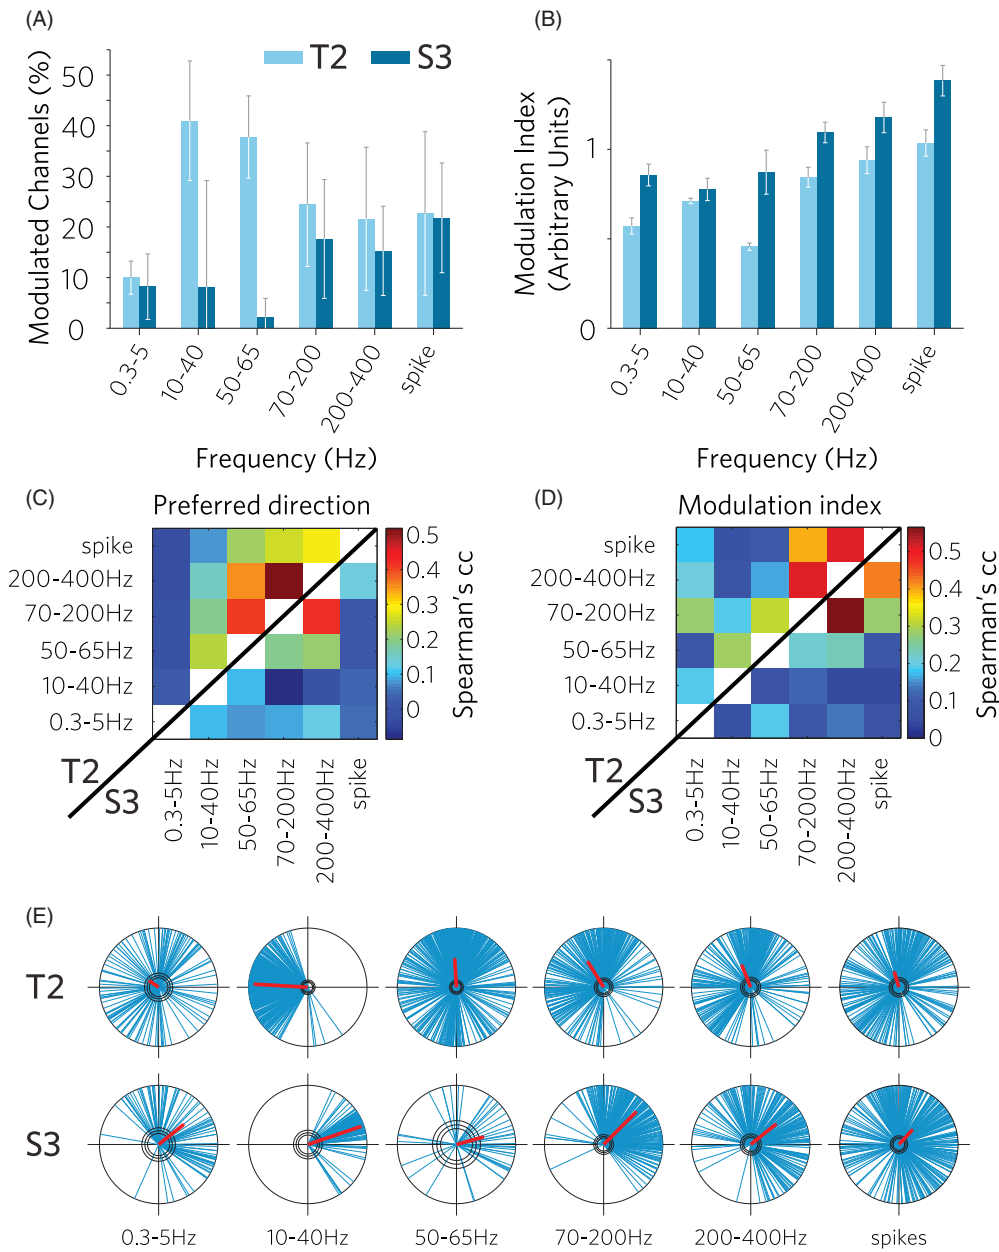 (A)
T2 S3
Modulated Channels (%)
50
40
30
20
10
0
0.3-5
10-40
50-65
70-200
200-400
spike
Frequency (Hz)
(B)
Modulation Index
(Arbitrary Units)
1
0
0.3-5
10-40
50-65
70-200
200-400
spike
Frequency (Hz)
(C)
Preferred direction
spike
200-400Hz
70-200Hz
50-65Hz
10-40Hz
0.3-5Hz
T2
S3
0.3-5Hz
10-40Hz
50-65Hz
70-200Hz
200-400Hz
spike
0.5
0.4
0.3
0.2
0.1
0
Spearman's cc
(D)
Modulation index
spike
200-400Hz
70-200Hz
50-65Hz
10-40Hz
0.3-5Hz
T2
S3
0.3-5Hz
10-40Hz
50-65Hz
70-200Hz
200-400Hz
spike
0.5
0.4
0.3
0.2
0.1
0
Spearman's cc
(E)
T2
S3
0.3-5Hz 10-40Hz 50-65Hz 70-200Hz 200-400Hz spikes